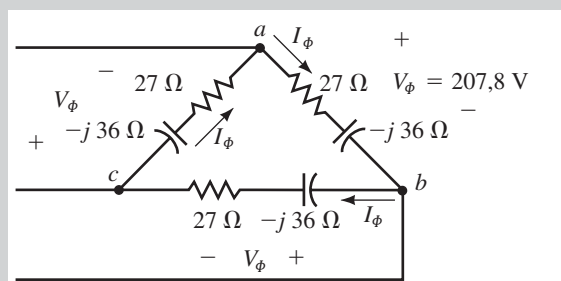 a I_ϕ +
− 27 Ω 27 Ω V_ϕ = 207,8 V
V_ϕ −
+ −j 36 Ω I_ϕ −j 36 Ω
c b
27 Ω −j 36 Ω I_ϕ
− V_ϕ +